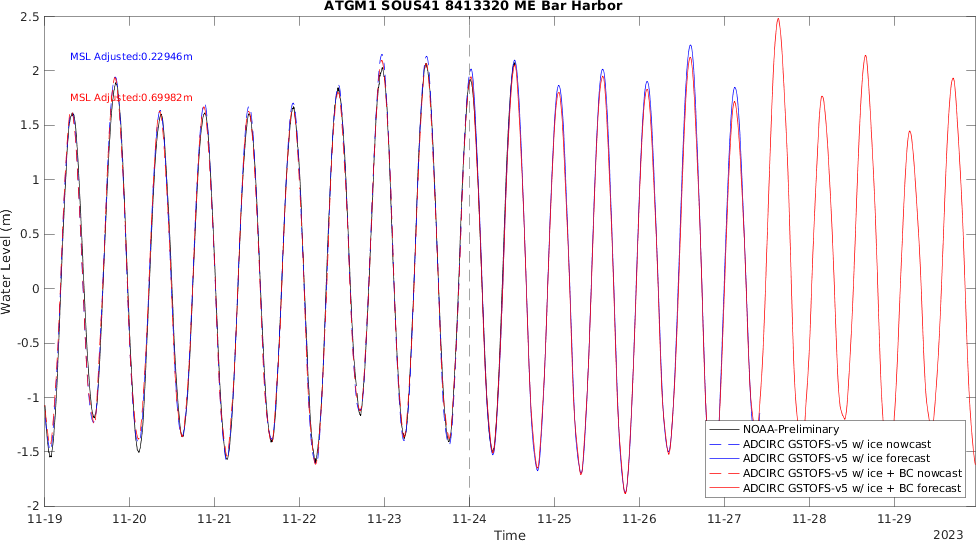 ATGM1 SOUS41 8413320 ME Bar Harbor
2.5
2
1.5
1
0.5
0
-0.5
-1
-1.5
-2
Water Level (m)
MSL Adjusted:0.22946m
MSL Adjusted:0.69982m
NOAA-Preliminary
ADCIRC GSTOFS-v5 w/ ice nowcast
ADCIRC GSTOFS-v5 w/ ice forecast
ADCIRC GSTOFS-v5 w/ ice + BC nowcast
ADCIRC GSTOFS-v5 w/ ice + BC forecast
11-19 11-20 11-21 11-22 11-23 11-24 11-25 11-26 11-27 11-28 11-29
Time
2023